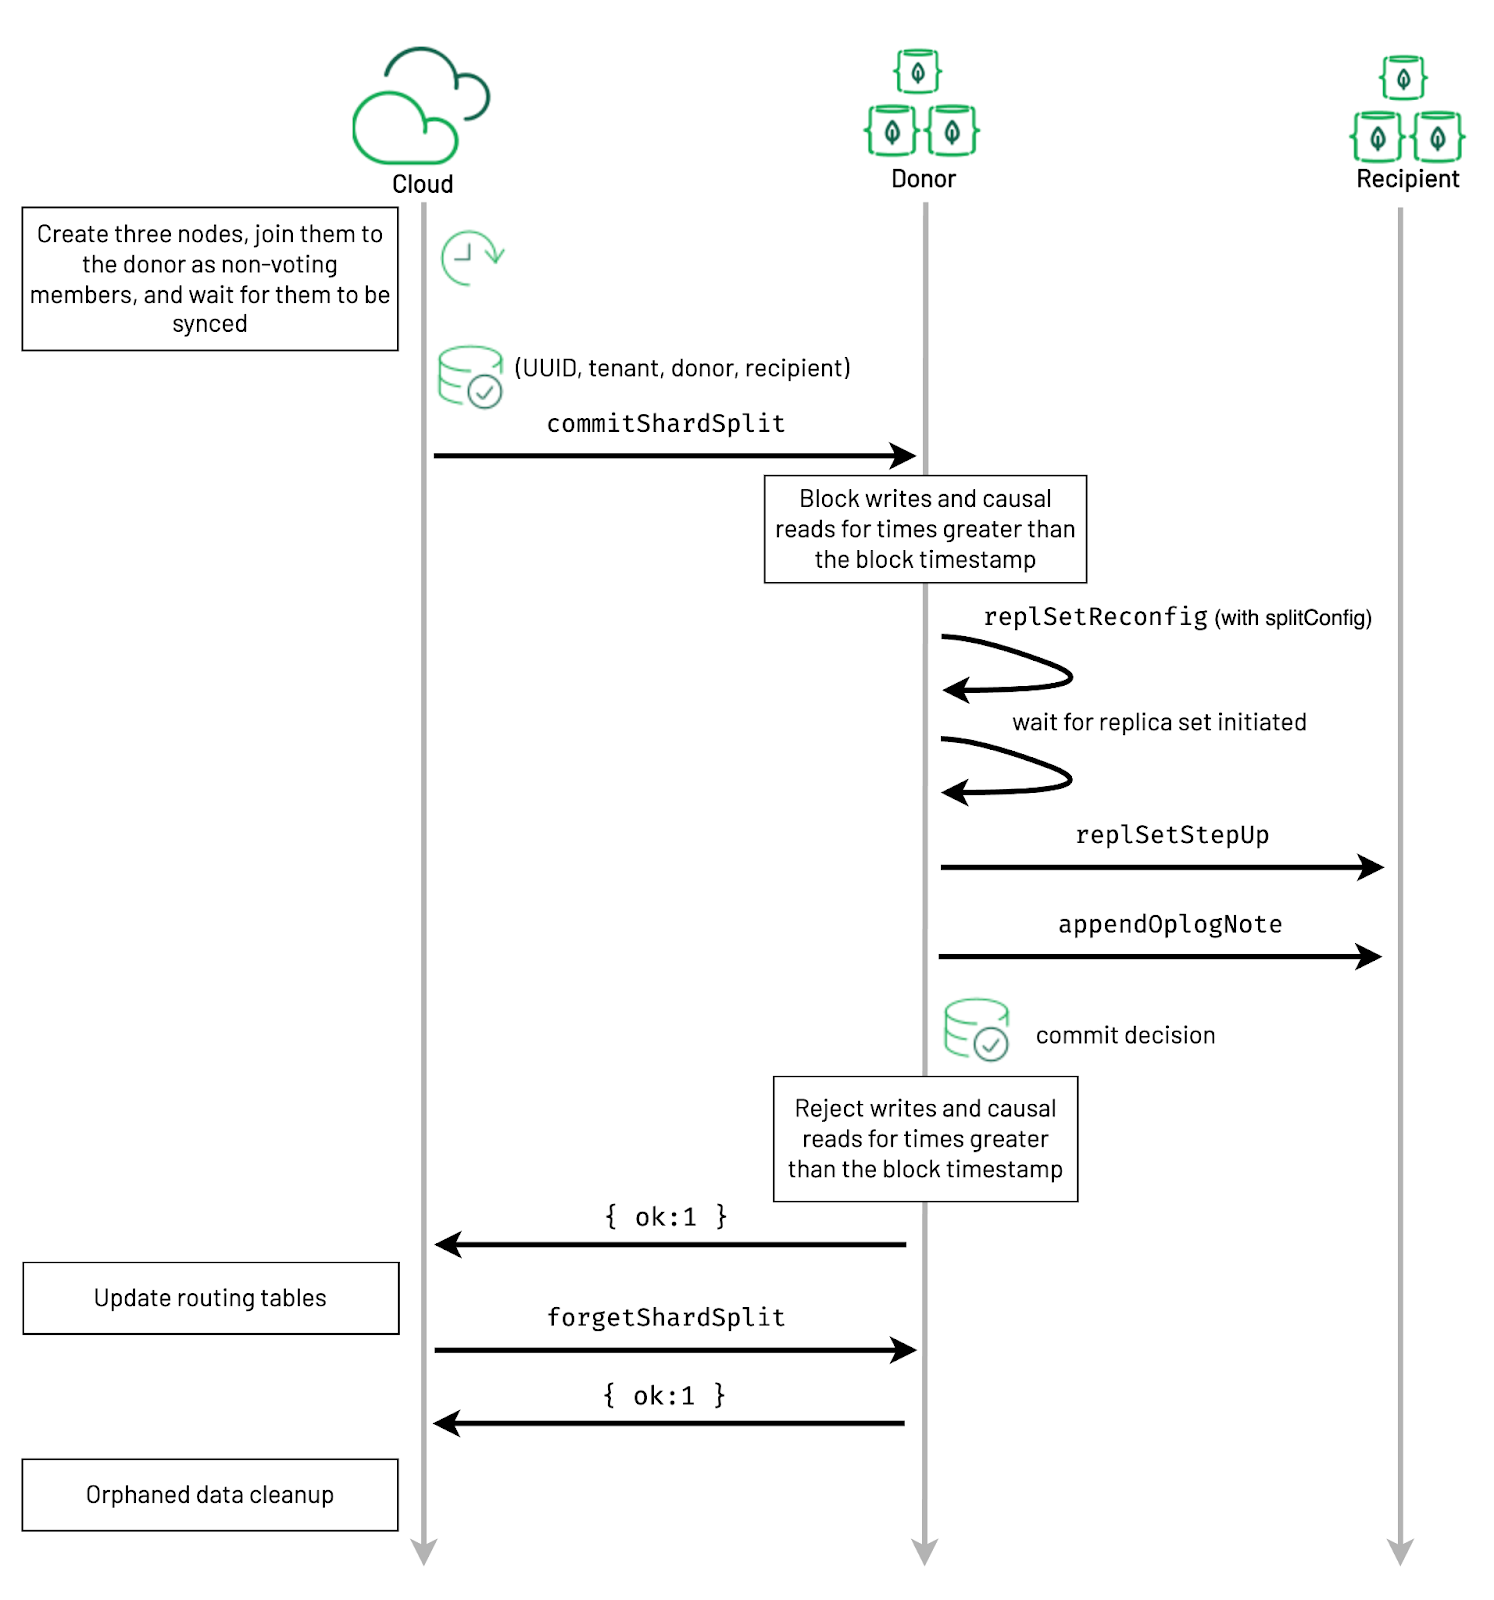 Cloud
Donor
Recipient
Create three nodes, join them to
the donor as non-voting
members, and wait for them to be
synced
(UUID, tenant, donor, recipient)
commitShardSplit
Block writes and causal
reads for times greater than
the block timestamp
replSetReconfig (with splitConfig)
wait for replica set initiated
replSetStepUp
appendOplogNote
commit decision
Reject writes and causal
reads for times greater
than the block timestamp
{ ok:1 }
Update routing tables
forgetShardSplit
{ ok:1 }
Orphaned data cleanup